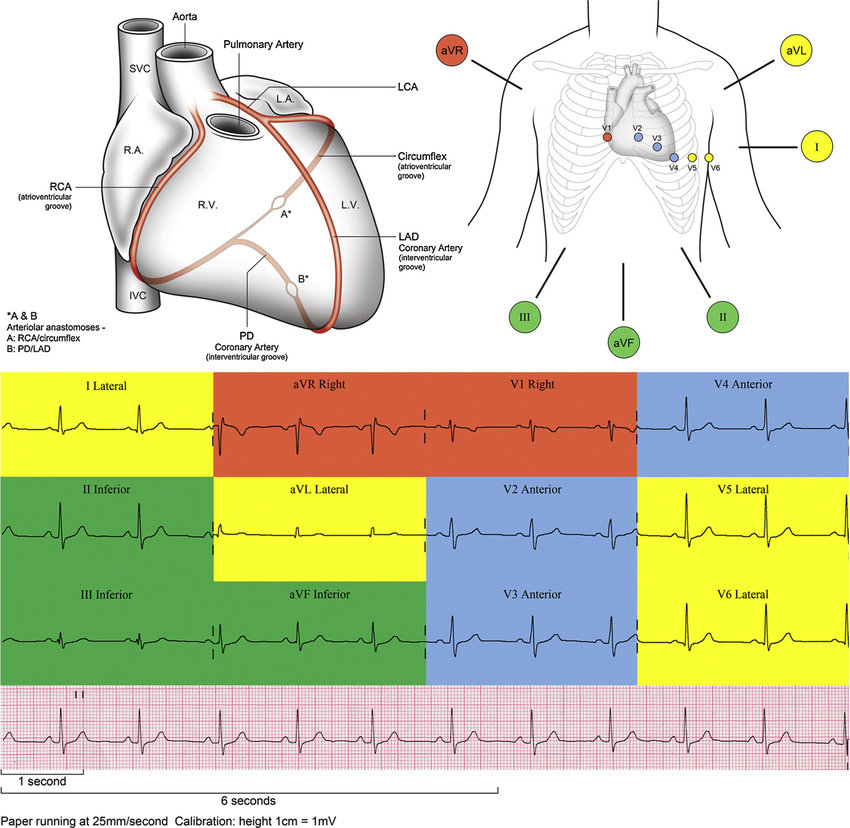 Aorta
Pulmonary Artery
SVC
LCA
L.A.
R.A.
Circumflex
(atrioventricular
groove)
RCA
(atrioventricular
groove)
R.V.
L.V.
A*
LAD
Coronary Artery
(interventricular
groove)
B*
IVC
PD
Coronary Artery
(interventricular groove)
*A & B
Arteriolar anastomoses -
A: RCA/circumflex
B: PD/LAD
aVR
aVL
I
V1
V2
V3
V4
V5
V6
III
aVF
II
I Lateral
aVR Right
V1 Right
V4 Anterior
II Inferior
aVL Lateral
V2 Anterior
V5 Lateral
III Inferior
aVF Inferior
V3 Anterior
V6 Lateral
II
1 second
6 seconds
Paper running at 25mm/second Calibration: height 1cm = 1mV